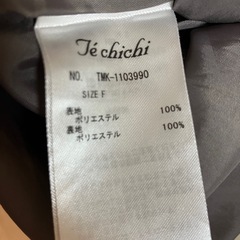 Té chichi
NO. TMK-1103990
SIZE F
表地
ポリエステル 100%
裏地
ポリエステル 100%